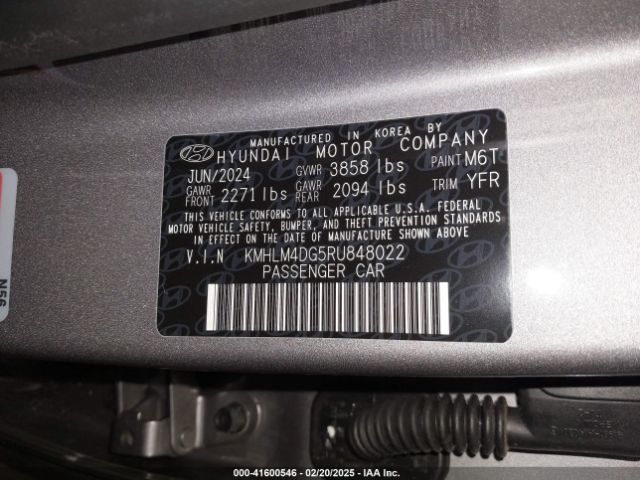 MANUFACTURED IN KOREA BY
HYUNDAI MOTOR COMPANY
JUN/2024 GVWR 3858 lbs PAINT M6T
GAWR FRONT 2271 lbs GAWR REAR 2094 lbs TRIM YFR
THIS VEHICLE CONFORMS TO ALL APPLICABLE U.S.A. FEDERAL
MOTOR VEHICLE SAFETY, BUMPER, AND THEFT PREVENTION STANDARDS
IN EFFECT ON THE DATE OF MANUFACTURE SHOWN ABOVE.
V.I.N KMHLM4DG5RU848022
PASSENGER CAR
N56
000-41600546 - 02/20/2025 - IAA Inc.